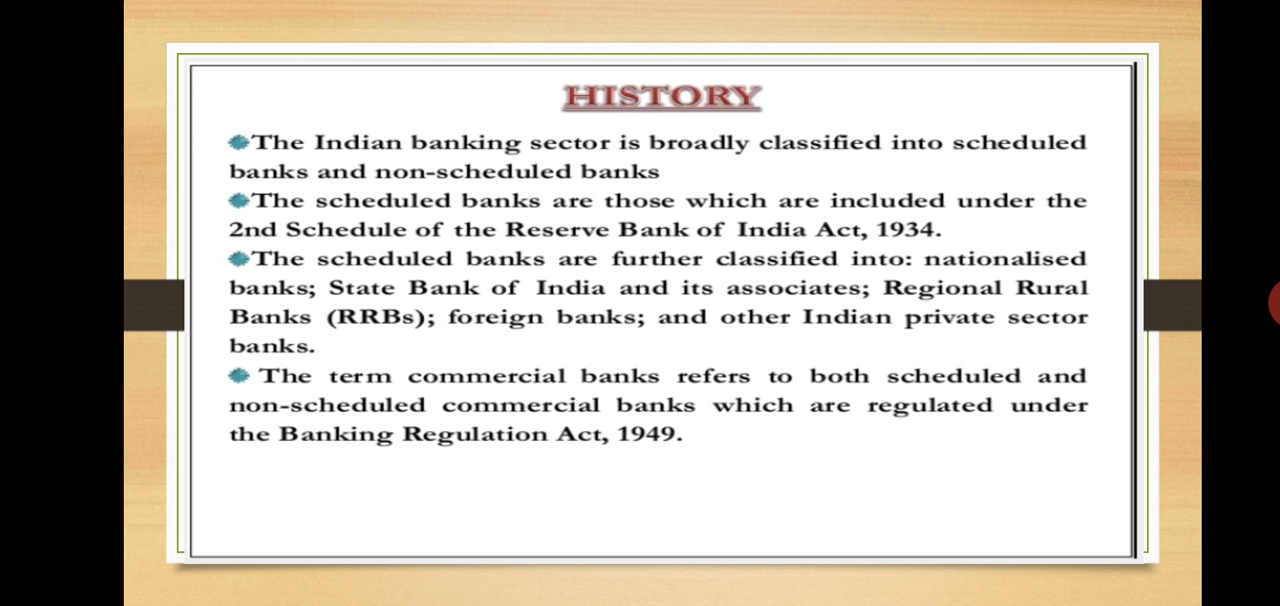 HISTORY
The Indian banking sector is broadly classified into scheduled
banks and non-scheduled banks
The scheduled banks are those which are included under the
2nd Schedule of the Reserve Bank of India Act, 1934.
The scheduled banks are further classified into: nationalised
banks; State Bank of India and its associates; Regional Rural
Banks (RRBs); foreign banks; and other Indian private sector
banks.
The term commercial banks refers to both scheduled and
non-scheduled commercial banks which are regulated under
the Banking Regulation Act, 1949.